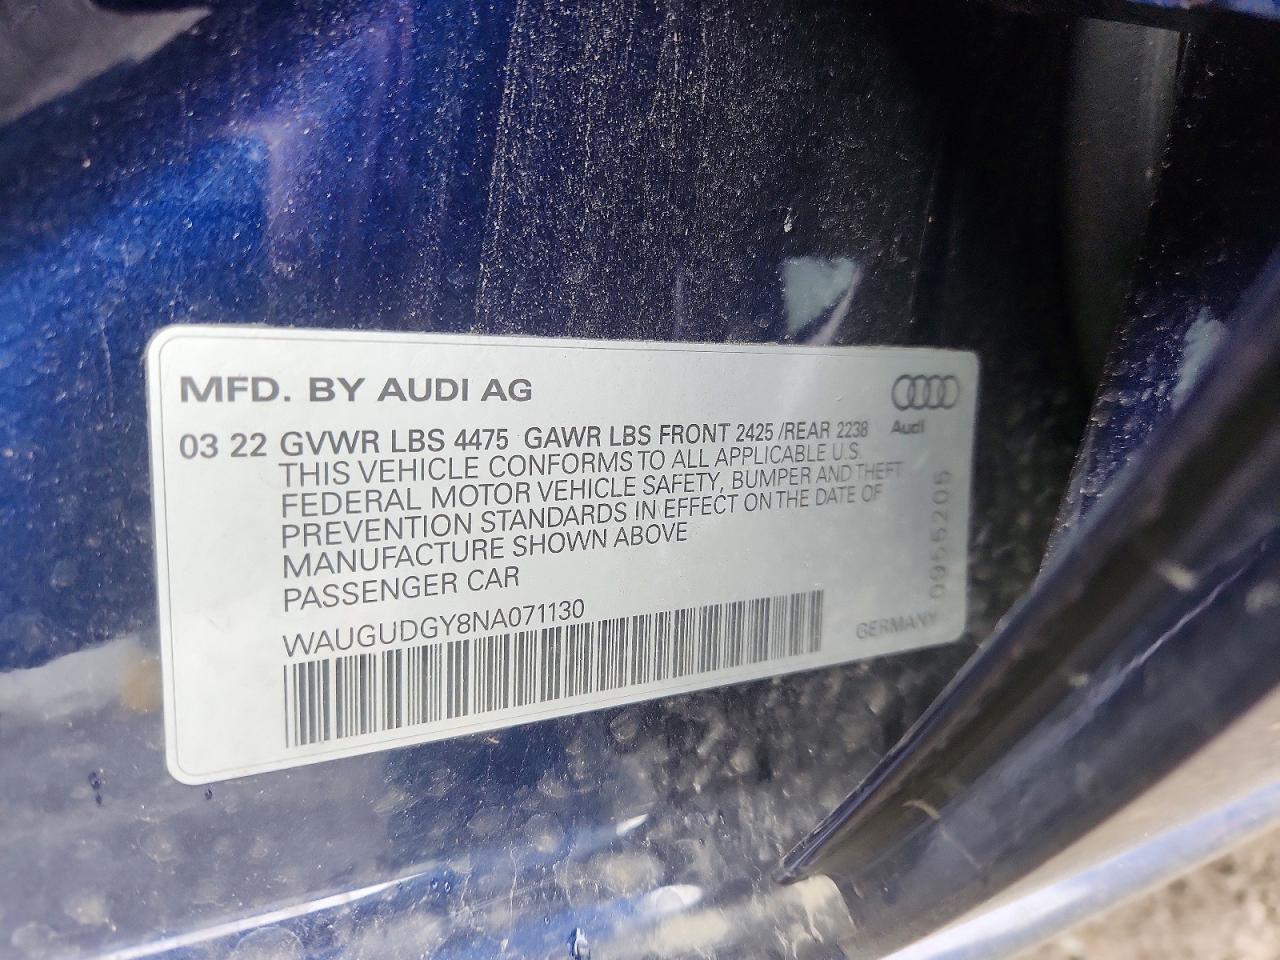 MFD. BY AUDI AG
Audi
03 22 GVWR LBS 4475 GAWR LBS FRONT 2425 /REAR 2238
THIS VEHICLE CONFORMS TO ALL APPLICABLE U.S.
FEDERAL MOTOR VEHICLE SAFETY, BUMPER AND THEFT
PREVENTION STANDARDS IN EFFECT ON THE DATE OF
MANUFACTURE SHOWN ABOVE
PASSENGER CAR
WAUGUDGY8NA071130
GERMANY
0955205